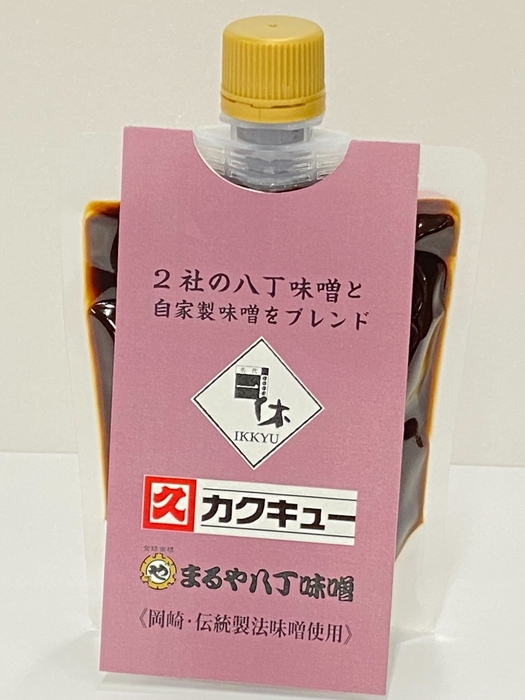 2社の八丁味噌と
自家製味噌をブレンド
一休
IKKYU
久 カクキュー
や まるや八丁味噌
《岡崎・伝統製法味噌使用》